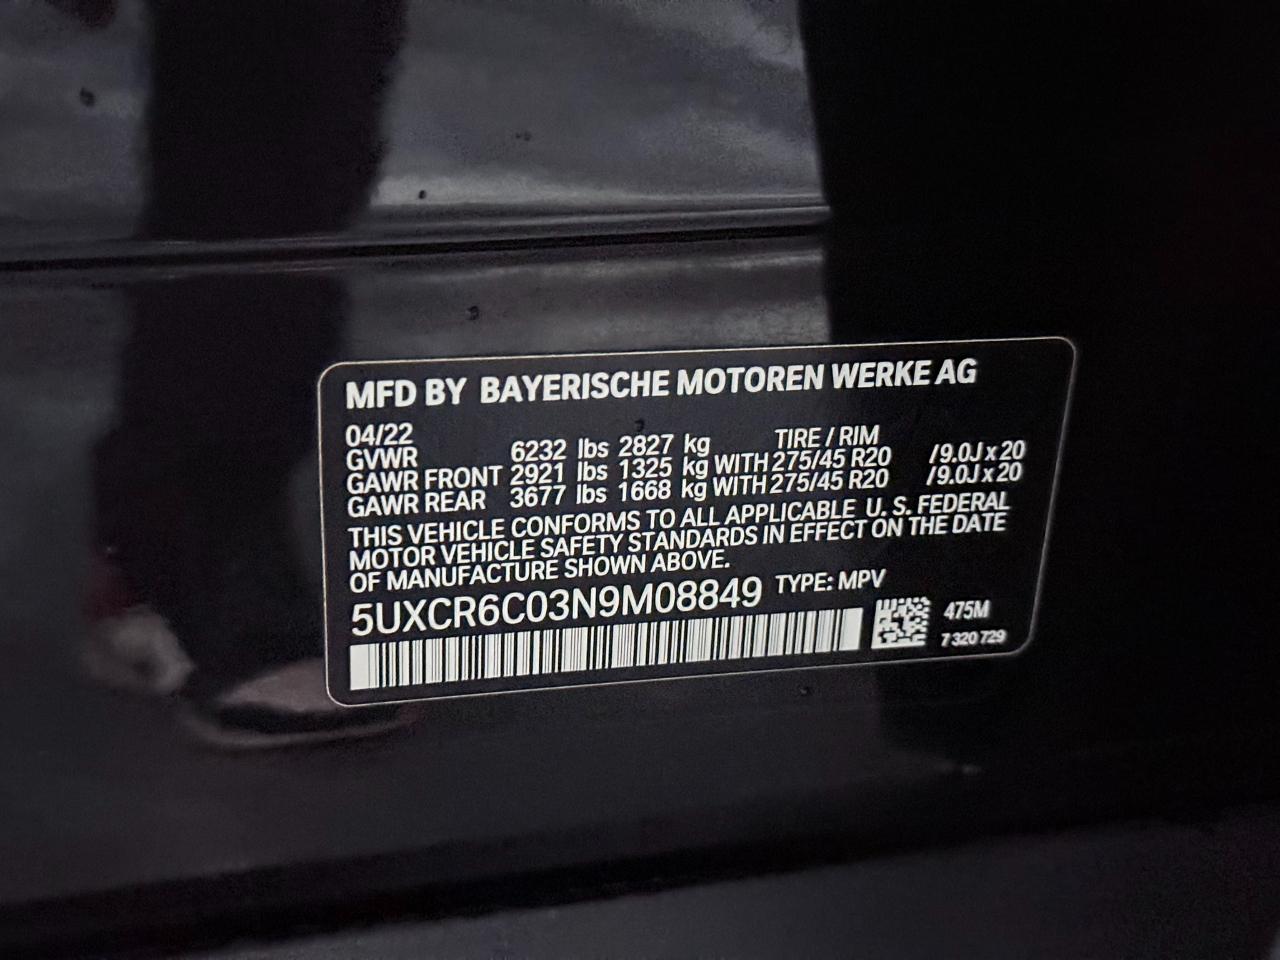 MFD BY BAYERISCHE MOTOREN WERKE AG
04/22 TIRE / RIM
GVWR 6232 lbs 2827 kg
GAWR FRONT 2921 lbs 1325 kg WITH 275/45 R20 /9.0J x 20
GAWR REAR 3677 lbs 1668 kg WITH 275/45 R20 /9.0J x 20
THIS VEHICLE CONFORMS TO ALL APPLICABLE U. S. FEDERAL
MOTOR VEHICLE SAFETY STANDARDS IN EFFECT ON THE DATE
OF MANUFACTURE SHOWN ABOVE.
5UXCR6C03N9M08849 TYPE: MPV
475M
7 320 729